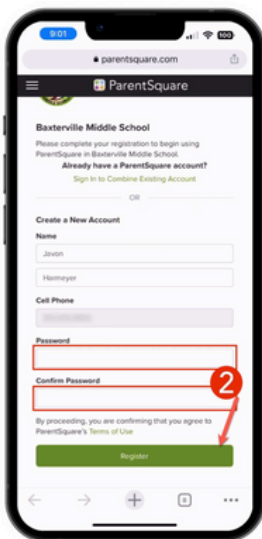 9:01
100
parentsquare.com
ParentSquare
Baxterville Middle School
Please complete your registration to begin using
ParentSquare in Baxterville Middle School.
Already have a ParentSquare account?
Sign In to Combine Existing Account
OR
Create a New Account
Name
Javon
Harmeyer
Cell Phone
Password
Confirm Password
2
By proceeding, you are confirming that you agree to
ParentSquare's Terms of Use
Register